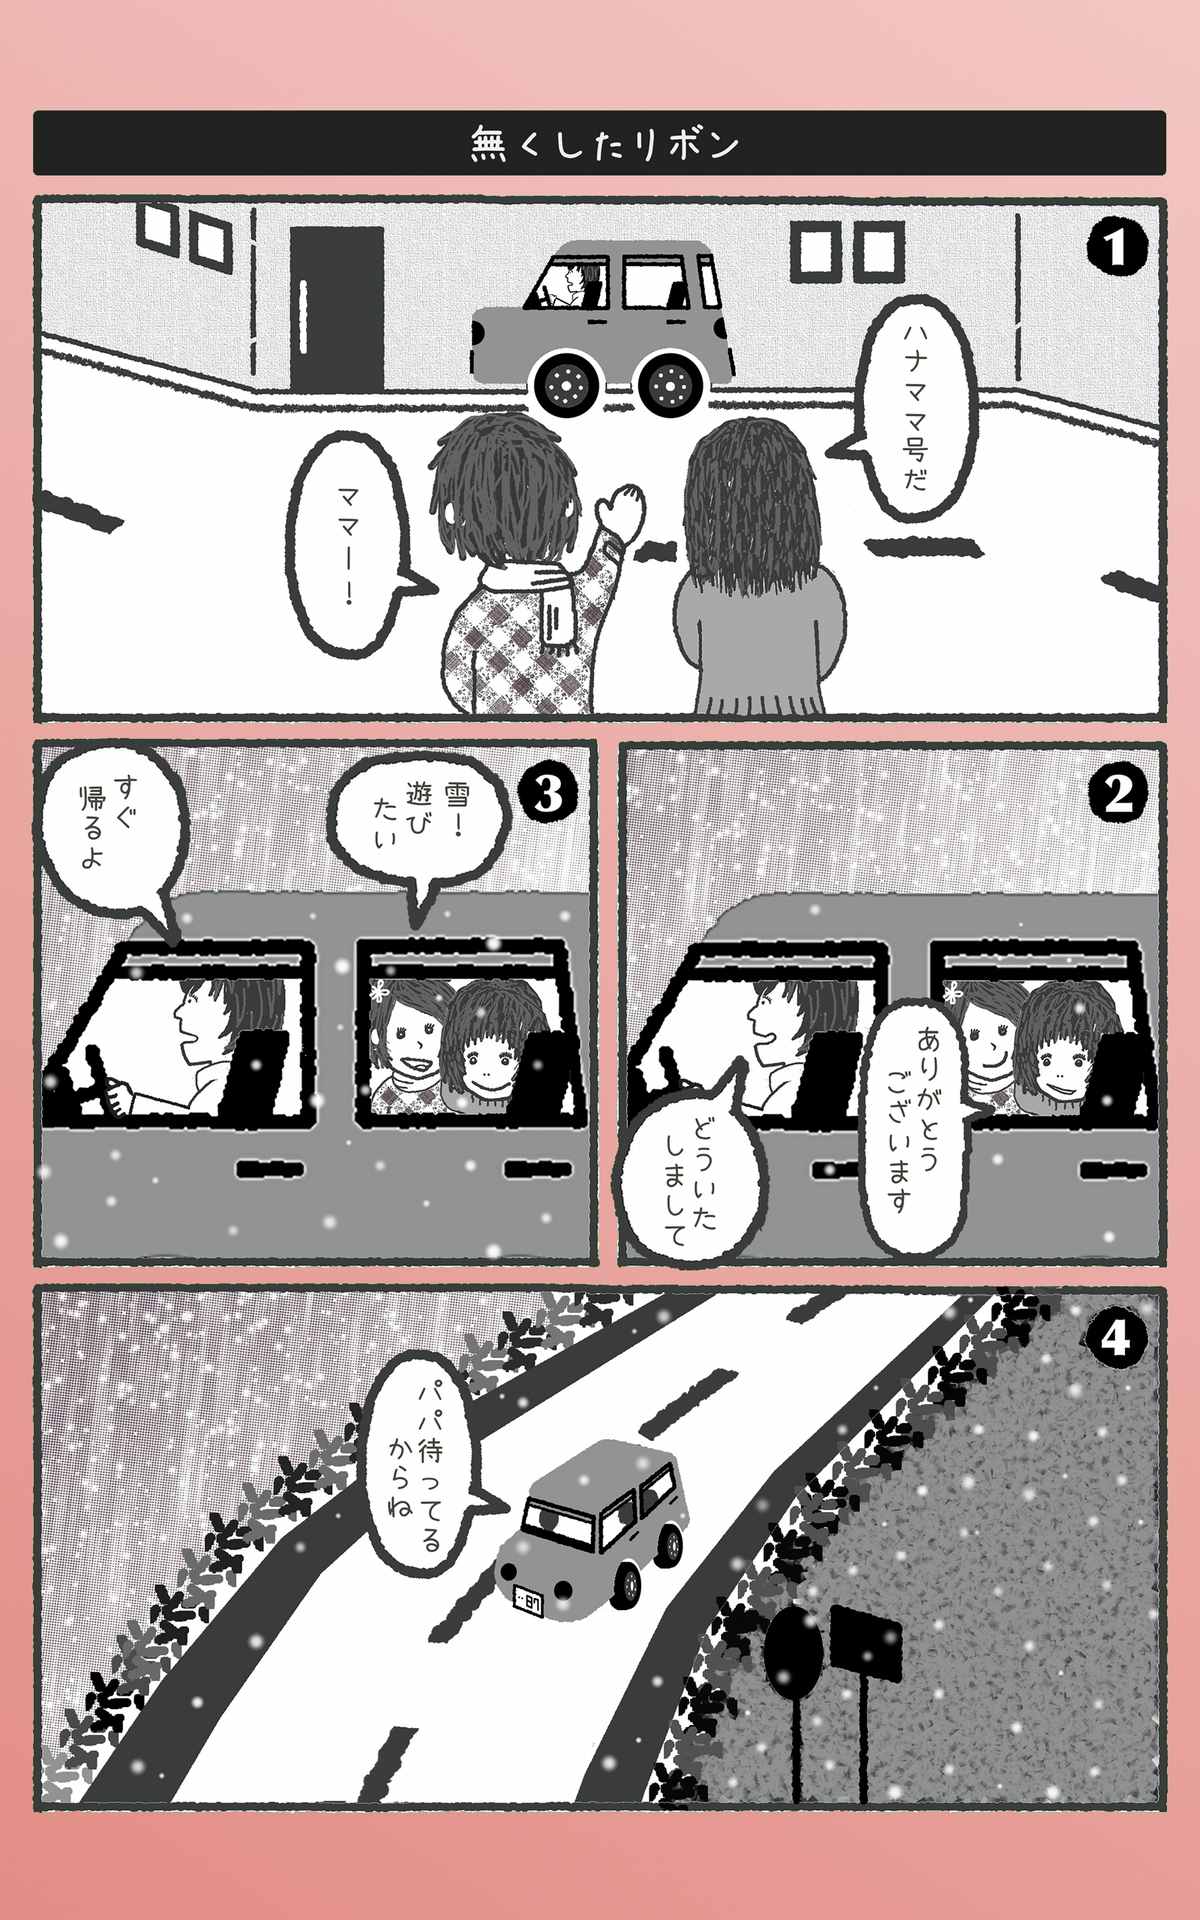 無くしたリボン
1
ハナママ号だ
ママー！
2
ありがとう
ございます
どういた
しまして
3
雪！
遊び
たい
すぐ
帰るよ
4
パパ待ってる
からね
・・87